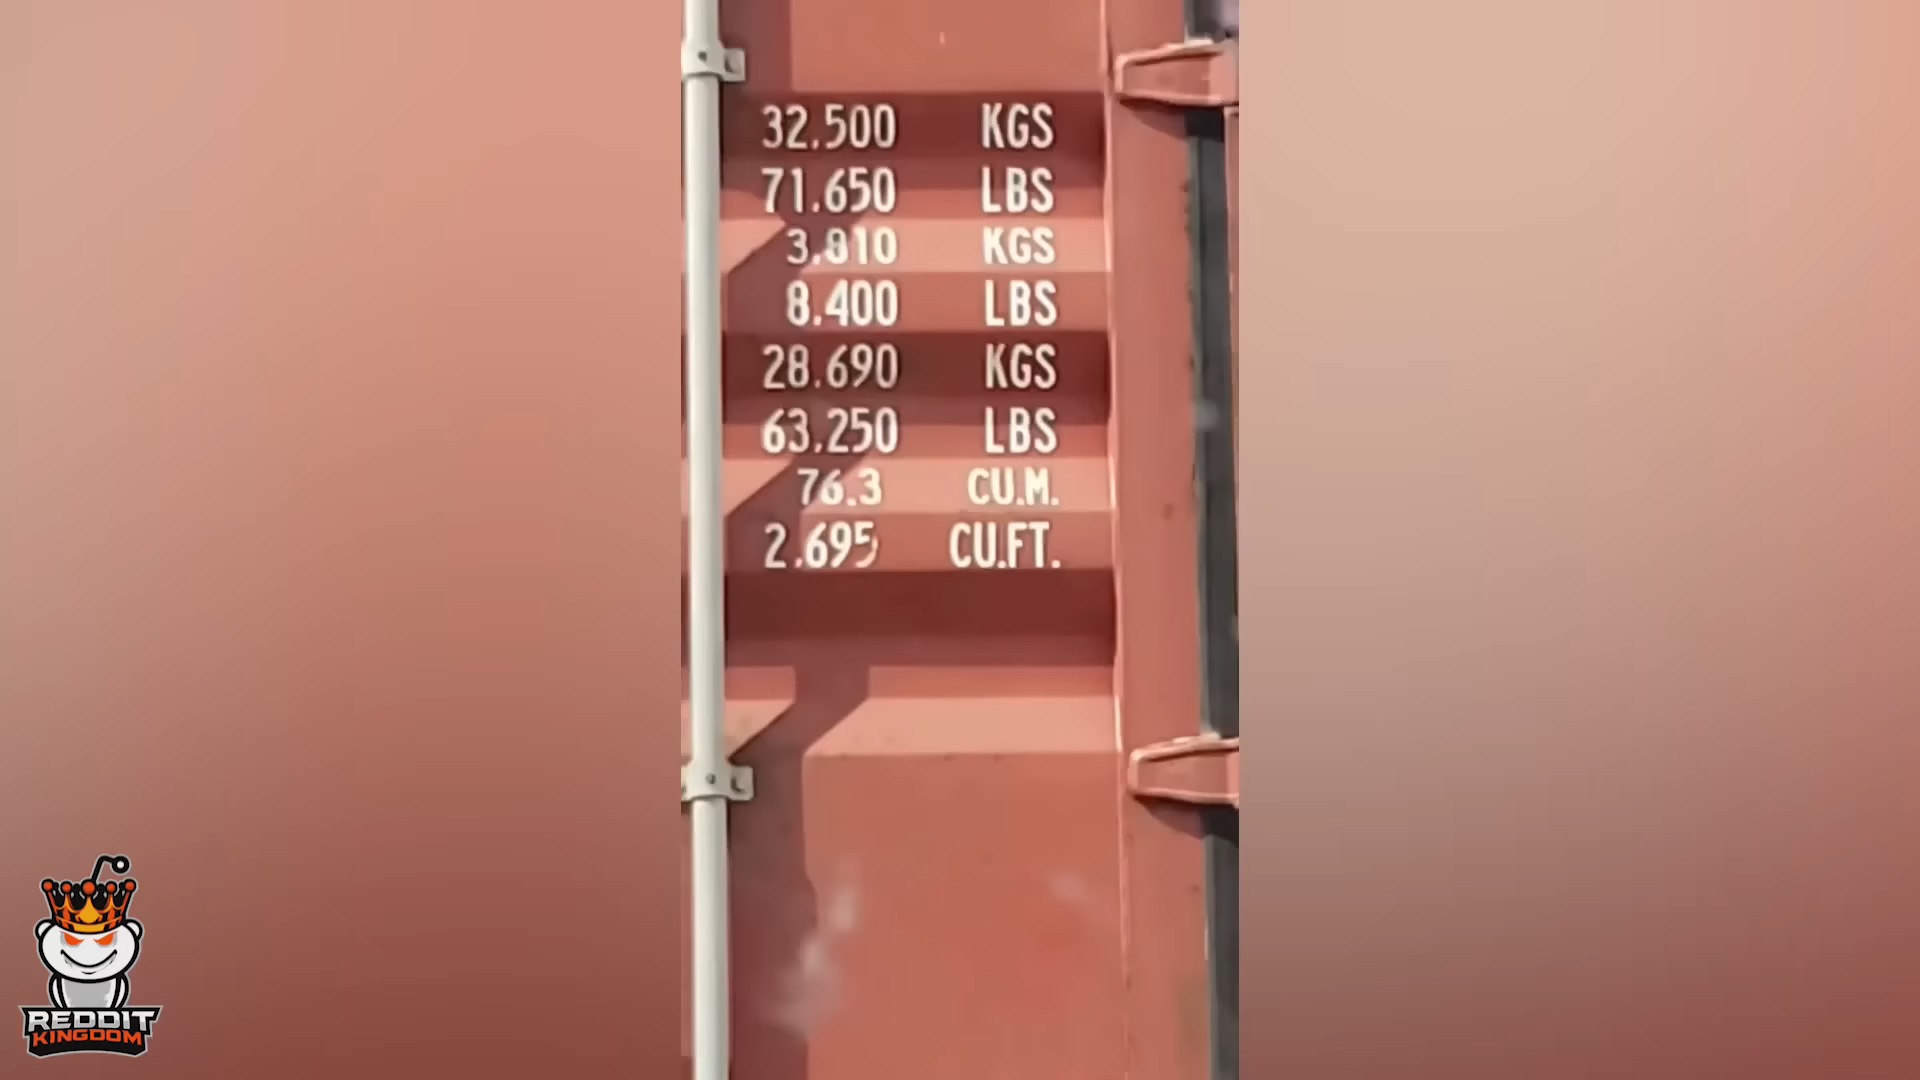 32.500 KGS
71.650 LBS
3.810 KGS
8.400 LBS
28.690 KGS
63.250 LBS
76.3 CU.M.
2.695 CU.FT.
REDDIT
KINGDOM